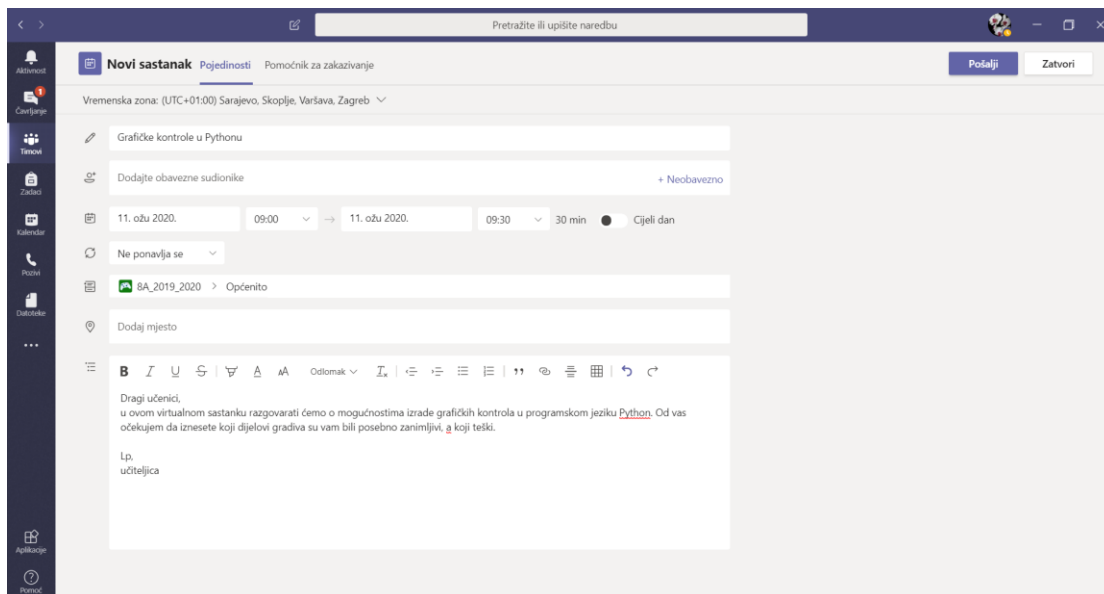 Pretražite ili upišite naredbu
Aktivnost
Čavrljanje
1
Timovi
Zadaci
Kalendar
Pozivi
Datoteke
Aplikacije
Pomoć
Novi sastanak Pojedinosti Pomoćnik za zakazivanje
Pošalji Zatvori
Vremenska zona: (UTC+01:00) Sarajevo, Skoplje, Varšava, Zagreb
Grafičke kontrole u Pythonu
Dodajte obavezne sudionike + Neobavezno
11. ožu 2020. 09:00 → 11. ožu 2020. 09:30 30 min Cijeli dan
Ne ponavlja se
8A_2019_2020 > Općenito
Dodaj mjesto
B I U S A AA Odlomak
Dragi učenici,
u ovom virtualnom sastanku razgovarati ćemo o mogućnostima izrade grafičkih kontrola u programskom jeziku Python. Od vas
očekujem da iznesete koji dijelovi gradiva su vam bili posebno zanimljivi, a koji teški.
Lp,
učiteljica